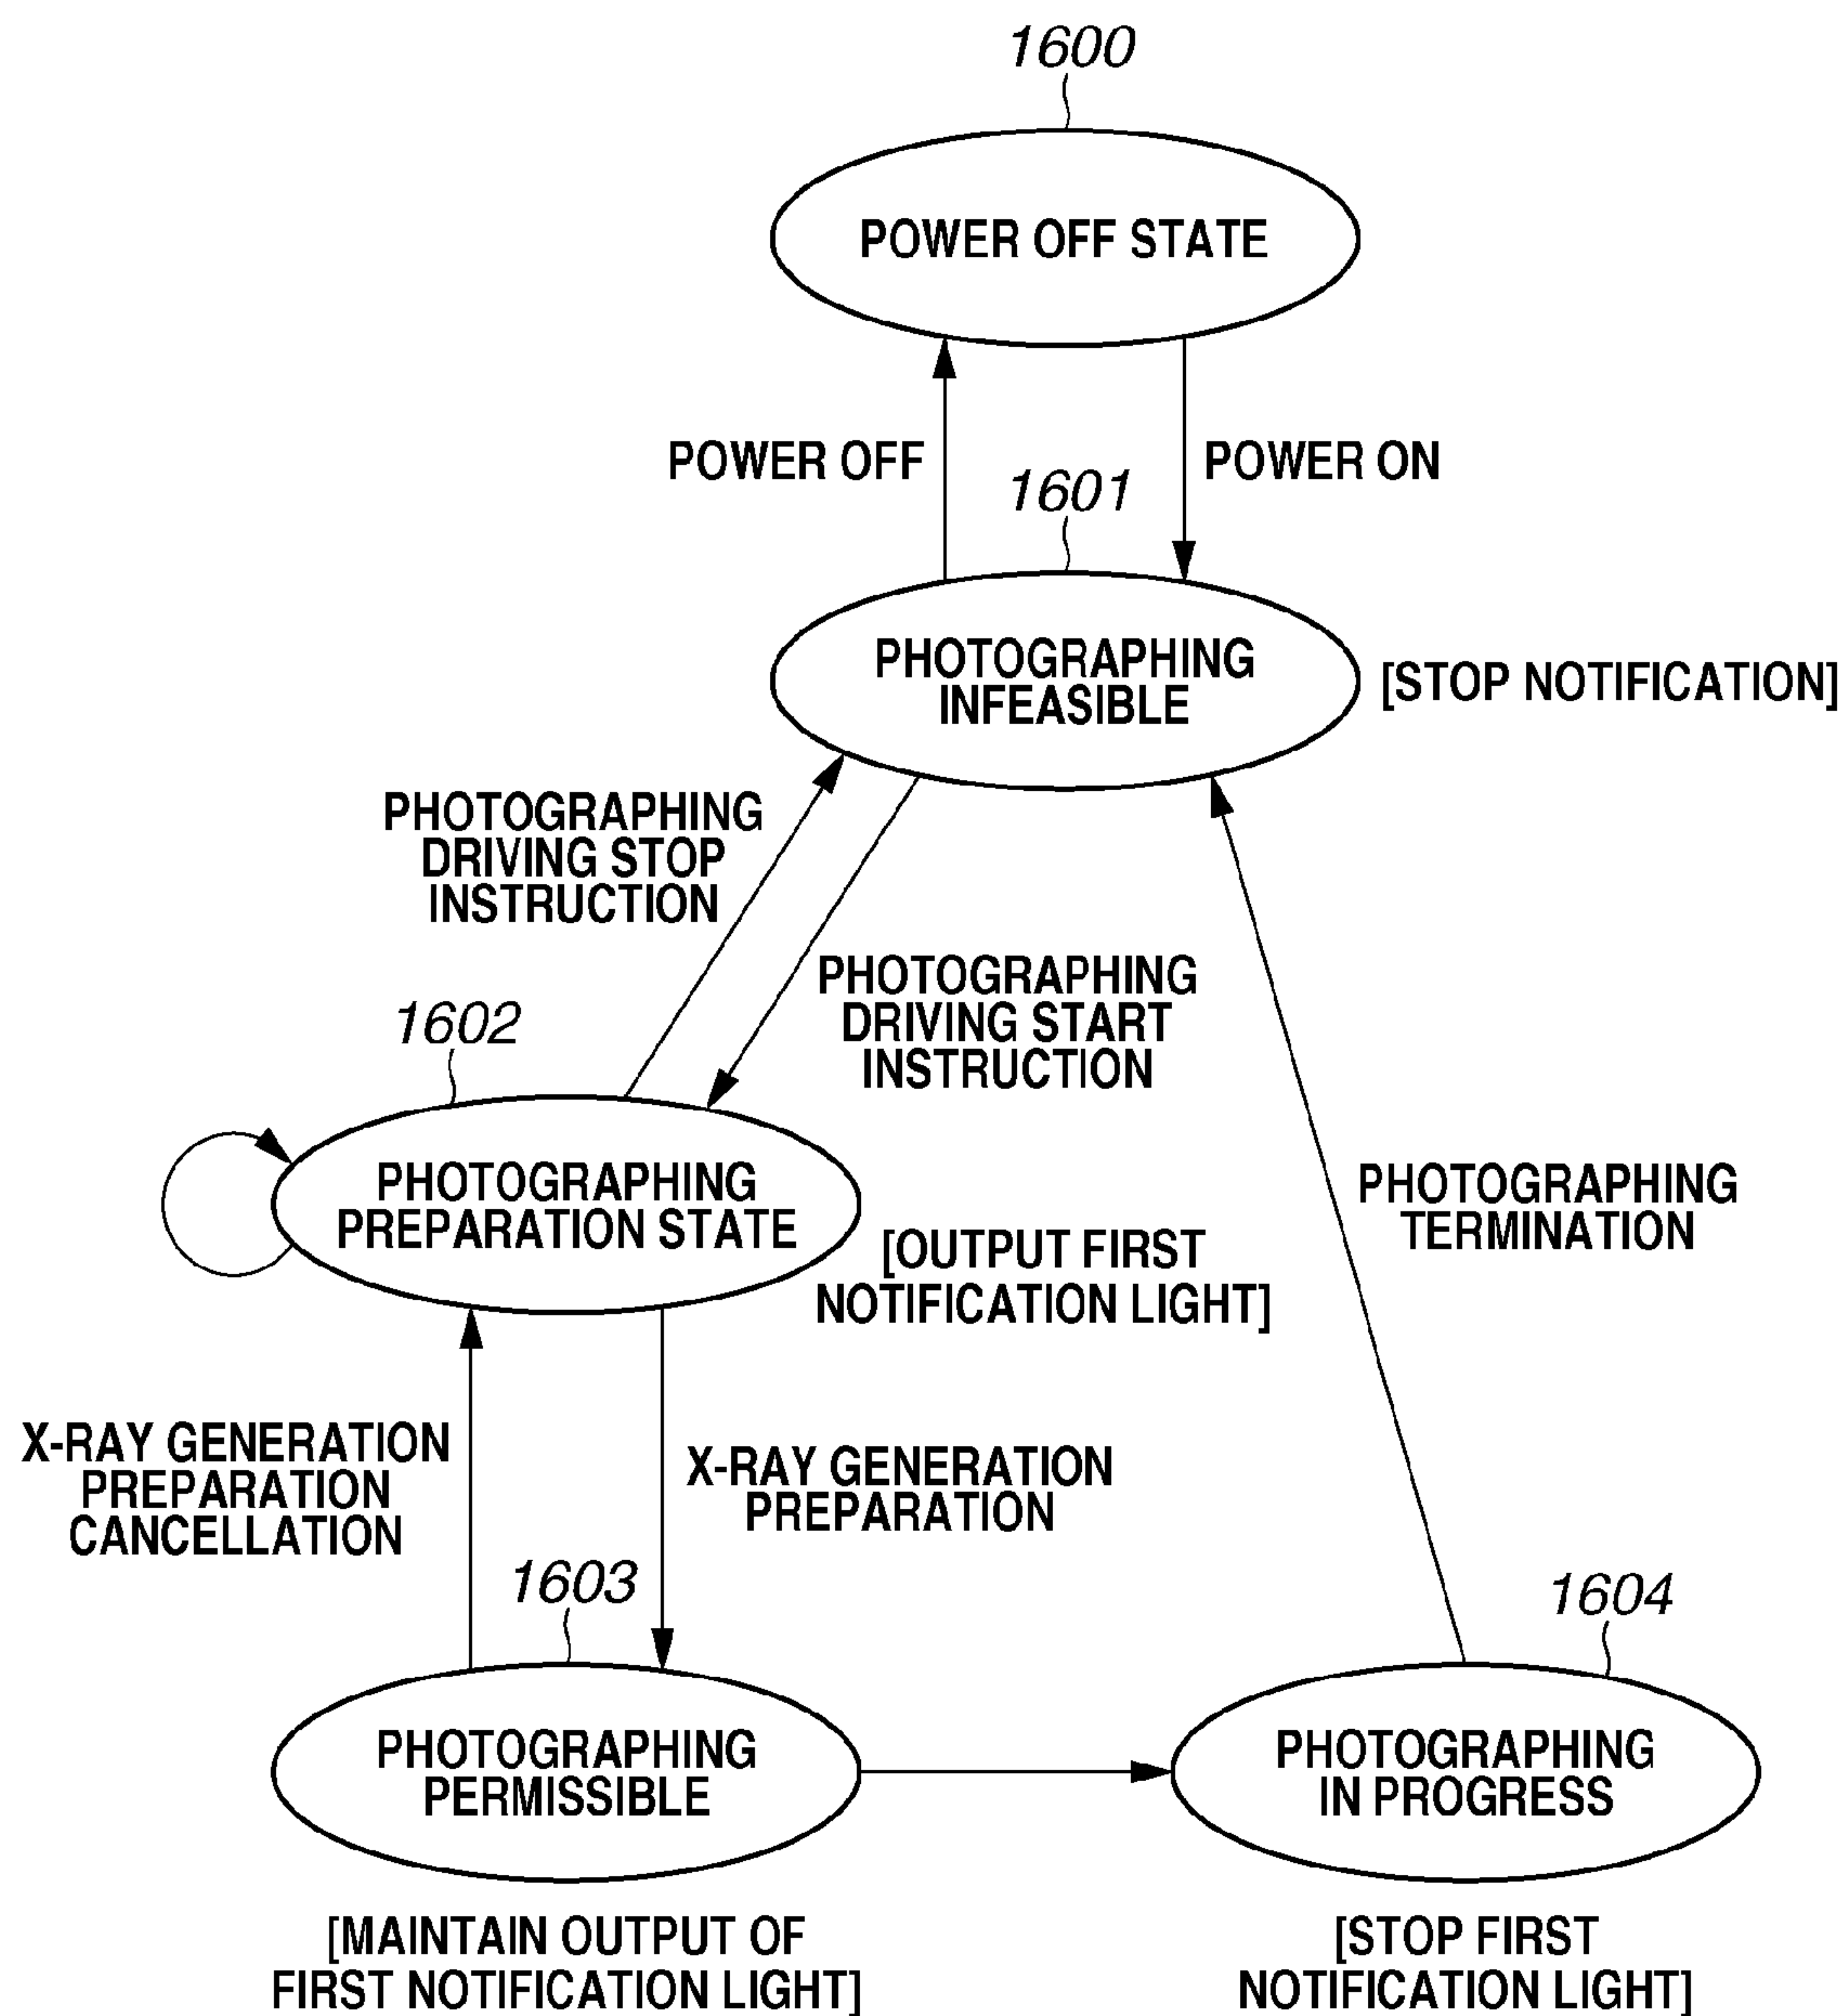 1600
POWER OFF STATE
POWER OFF
POWER ON
1601
PHOTOGRAPHING
INFEASIBLE
[STOP NOTIFICATION]
PHOTOGRAPHING
DRIVING STOP
INSTRUCTION
PHOTOGRAPHING
DRIVING START
INSTRUCTION
1602
PHOTOGRAPHING
PREPARATION STATE
[OUTPUT FIRST
NOTIFICATION LIGHT]
PHOTOGRAPHING
TERMINATION
X-RAY GENERATION
PREPARATION
CANCELLATION
X-RAY GENERATION
PREPARATION
1603
PHOTOGRAPHING
PERMISSIBLE
[MAINTAIN OUTPUT OF
FIRST NOTIFICATION LIGHT]
1604
PHOTOGRAPHING
IN PROGRESS
[STOP FIRST
NOTIFICATION LIGHT]